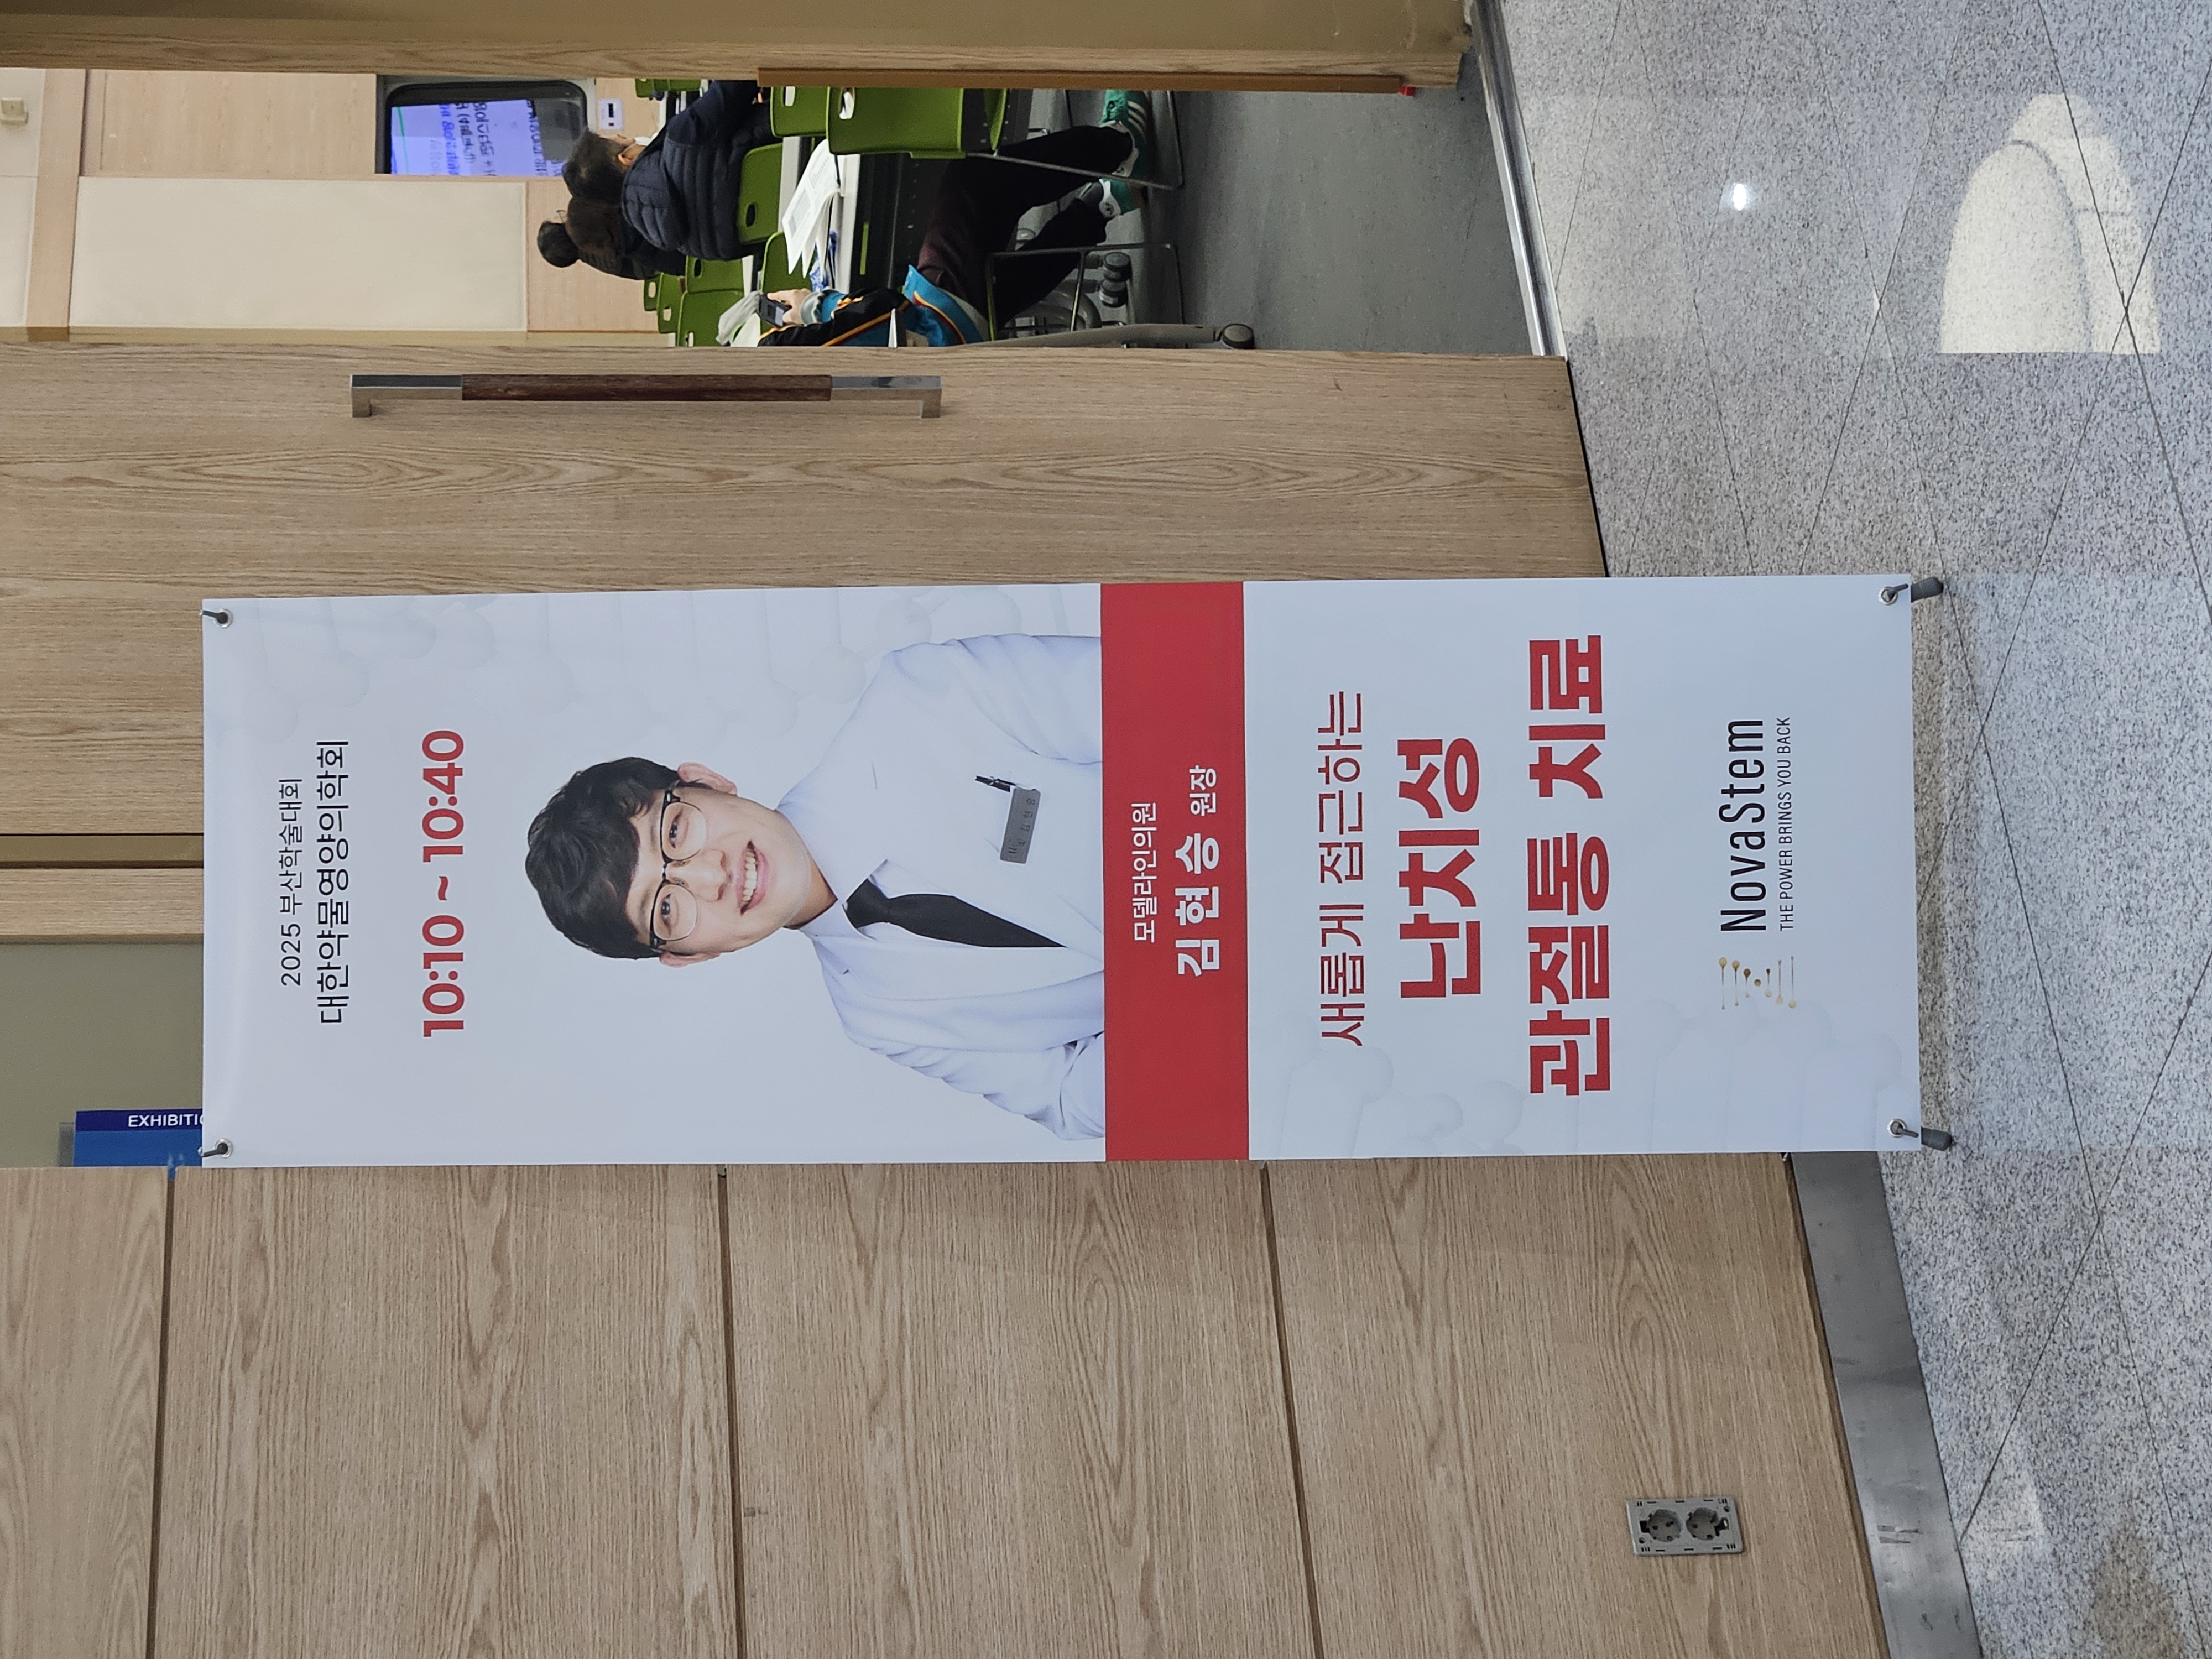 2025 부산학술대회
대한약물영양의학회
10:10 ~ 10:40
모델라인의원
김현승 원장
새롭게 접근하는
난치성
관절통 치료
NovaStem
THE POWER BRINGS YOU BACK
EXHIBITIO